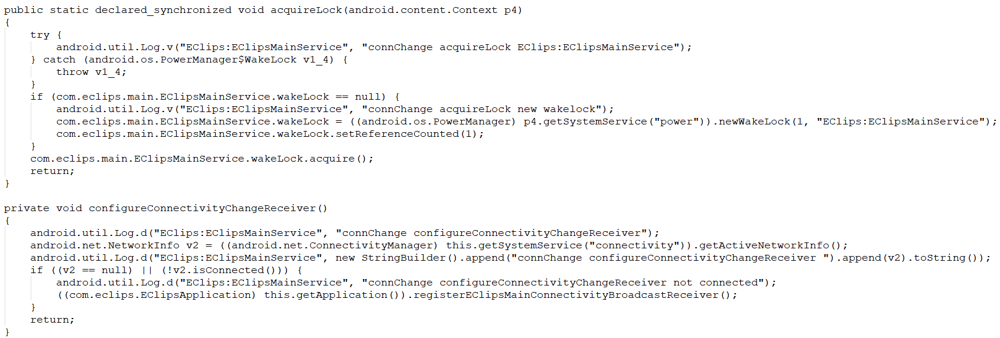 public static declared_synchronized void acquireLock(android.content.Context p4)
{
    try {
        android.util.Log.v("EClips:EClipsMainService", "connChange acquireLock EClips:EClipsMainService");
    } catch (android.os.PowerManager$WakeLock v1_4) {
        throw v1_4;
    }
    if (com.eclips.main.EClipsMainService.wakeLock == null) {
        android.util.Log.v("EClips:EClipsMainService", "connChange acquireLock new wakelock");
        com.eclips.main.EClipsMainService.wakeLock = ((android.os.PowerManager) p4.getSystemService("power")).newWakeLock(1, "EClips:EClipsMainService");
        com.eclips.main.EClipsMainService.wakeLock.setReferenceCounted(1);
    }
    com.eclips.main.EClipsMainService.wakeLock.acquire();
    return;
}

private void configureConnectivityChangeReceiver()
{
    android.util.Log.d("EClips:EClipsMainService", "connChange configureConnectivityChangeReceiver");
    android.net.NetworkInfo v2 = ((android.net.ConnectivityManager) this.getSystemService("connectivity")).getActiveNetworkInfo();
    android.util.Log.d("EClips:EClipsMainService", new StringBuilder().append("connChange configureConnectivityChangeReceiver ").append(v2).toString());
    if ((v2 == null) || (!v2.isConnected())) {
        android.util.Log.d("EClips:EClipsMainService", "connChange configureConnectivityChangeReceiver not connected");
        ((com.eclips.EClipsApplication) this.getApplication()).registerEClipsMainConnectivityBroadcastReceiver();
    }
    return;
}